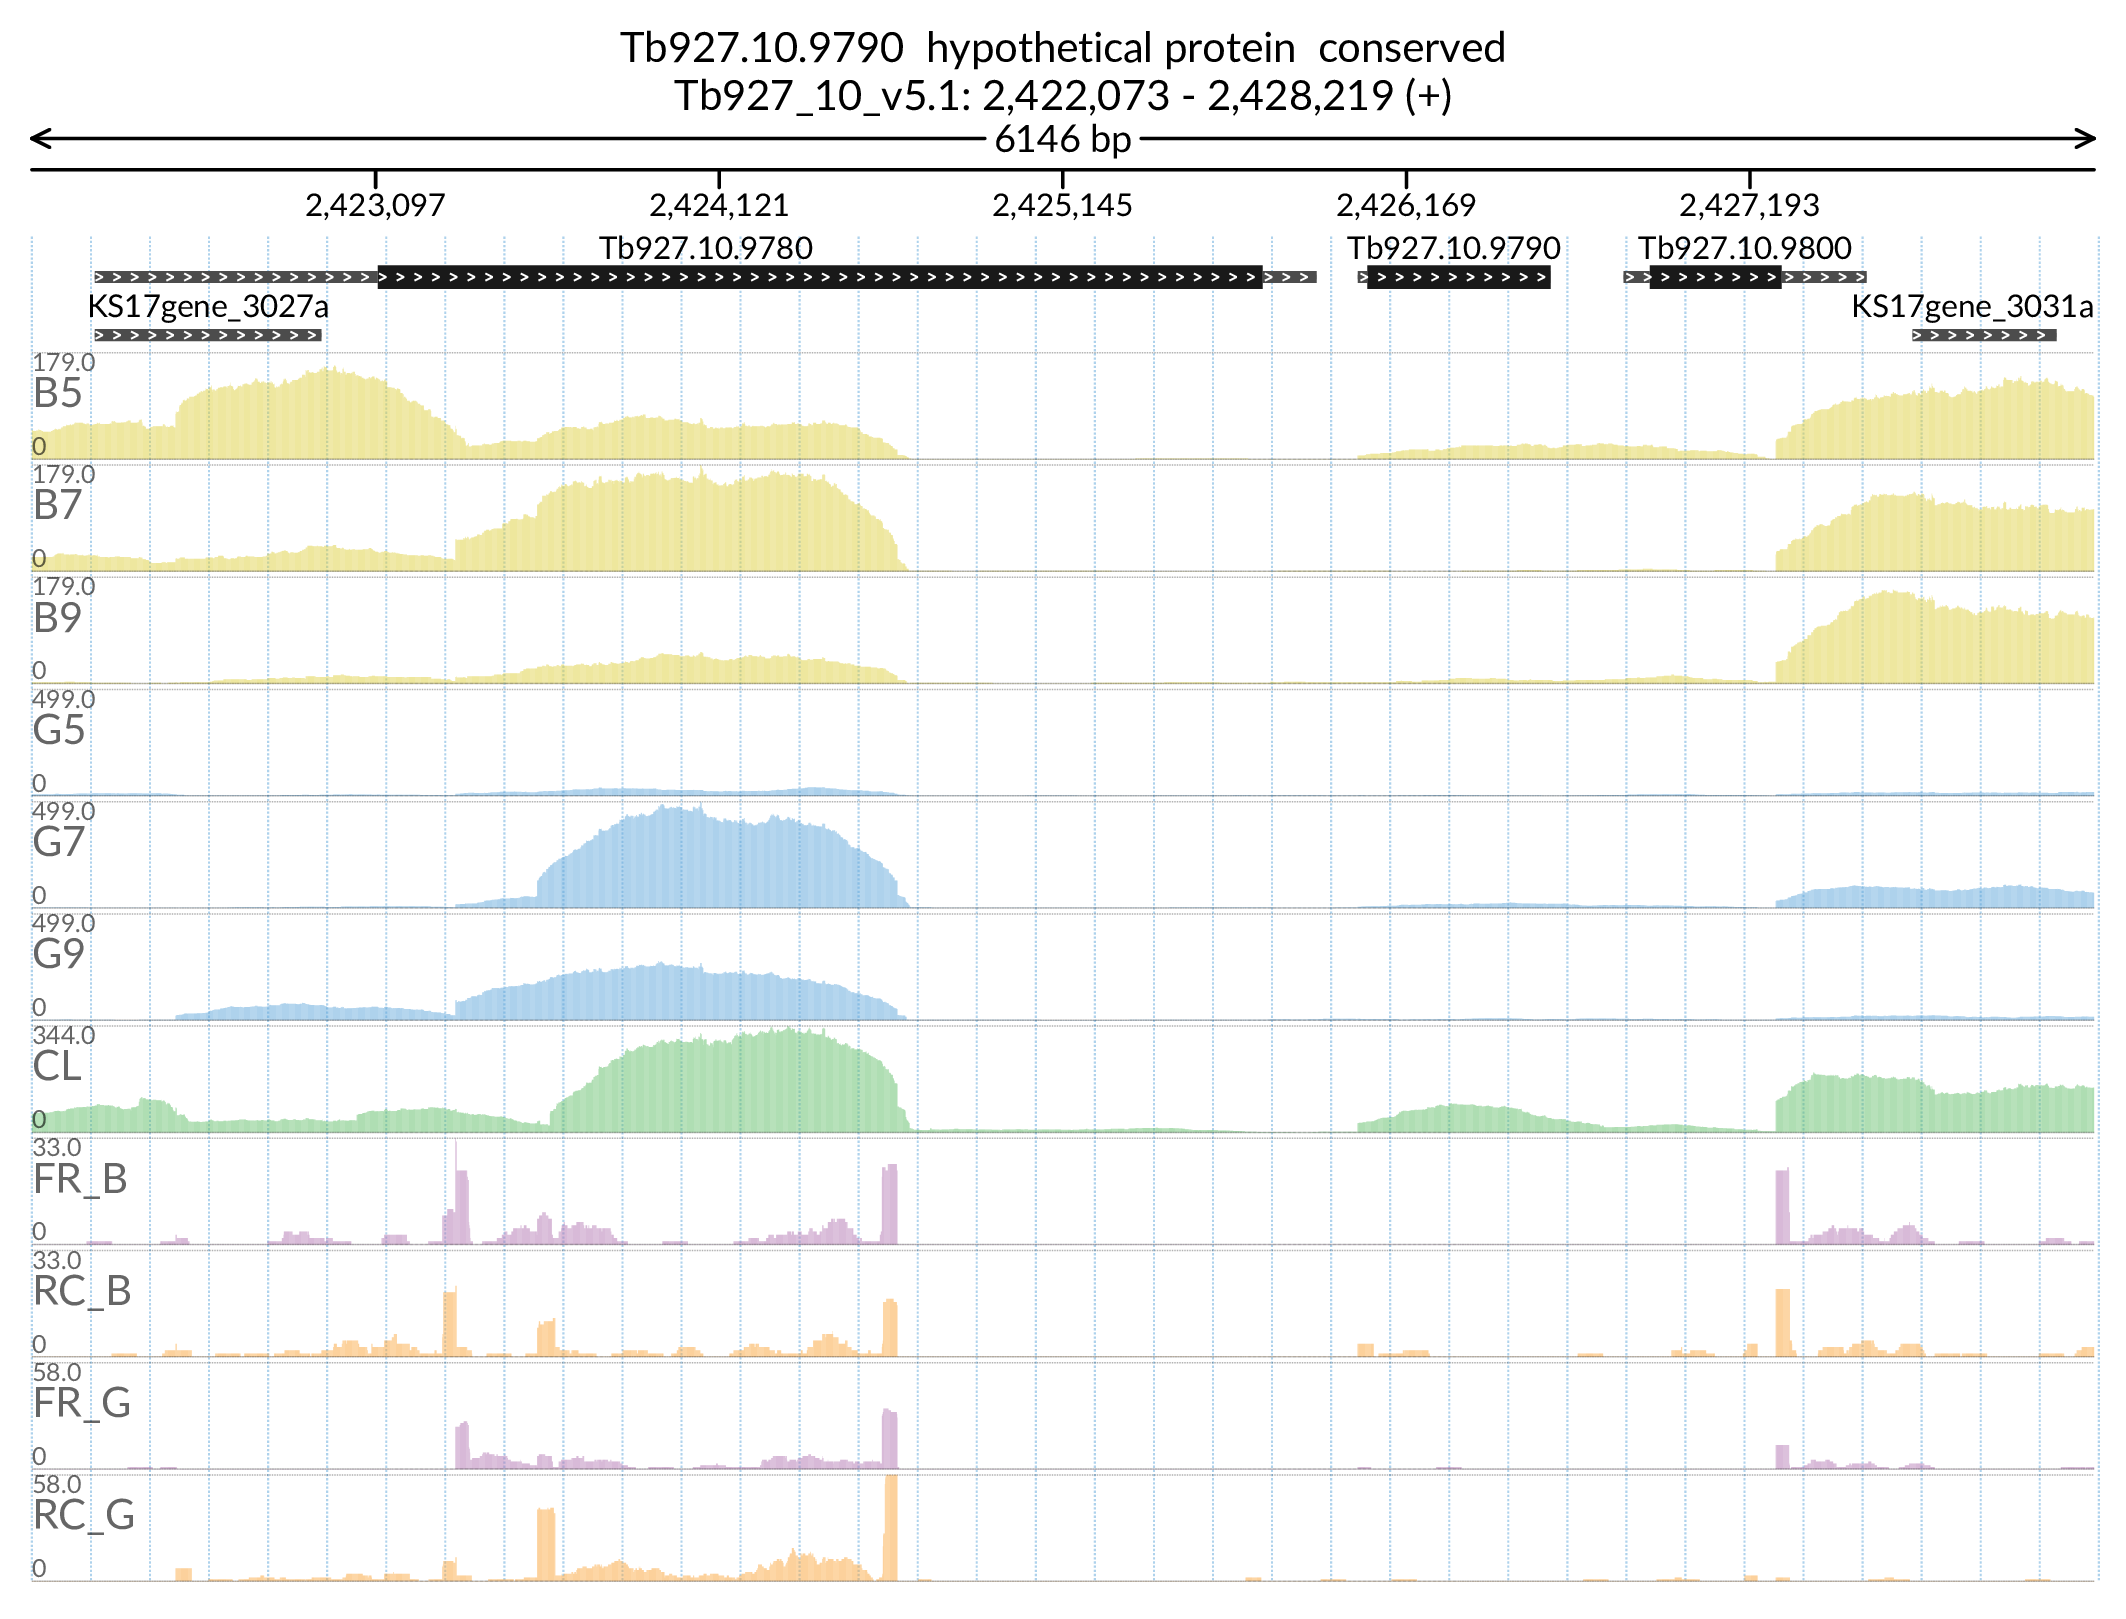 Tb927.10.9790  hypothetical protein  conserved
Tb927_10_v5.1: 2,422,073 - 2,428,219 (+)
6146 bp
2,423,097 2,424,121 2,425,145 2,426,169 2,427,193
Tb927.10.9780 Tb927.10.9790 Tb927.10.9800
KS17gene_3027a KS17gene_3031a
179.0
B5
0
179.0
B7
0
179.0
B9
0
499.0
G5
0
499.0
G7
0
499.0
G9
0
344.0
CL
0
33.0
FR_B
0
33.0
RC_B
0
58.0
FR_G
0
58.0
RC_G
0